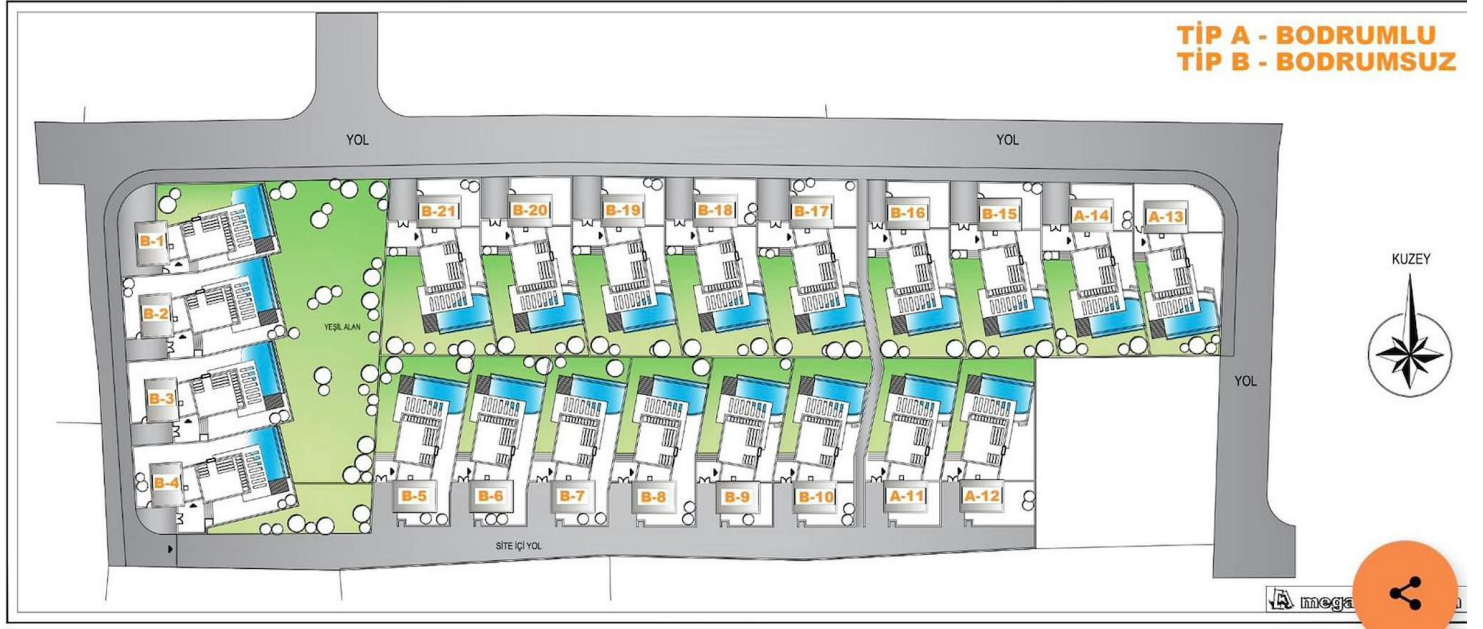 TİP A - BODRUMLU
TİP B - BODRUMSUZ
YOL
YOL
B-21
B-20
B-19
B-18
B-17
B-16
B-15
A-14
A-13
B-1
B-2
B-3
B-4
YEŞİL ALAN
KUZEY
YOL
B-5
B-6
B-7
B-8
B-9
B-10
A-11
A-12
SİTE İÇİ YOL